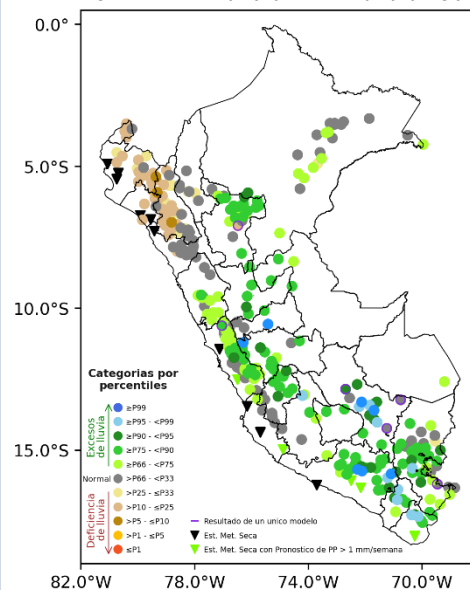 0.0°
5.0°S
10.0°S
15.0°S
82.0°W
78.0°W
74.0°W
70.0°W
Categorias por
percentiles
Excesos
de lluvia
Normal
Deficiencia
de lluvia
≥P99
≥P95 - <P99
≥P90 - <P95
≥P75 - <P90
≥P66 - <P75
>P66 - <P33
>P25 - ≤P33
>P10 - ≤P25
>P5 - ≤P10
>P1 - ≤P5
≤P1
Resultado de un unico modelo
Est. Met. Seca
Est. Met. Seca con Pronostico de PP > 1 mm/semana